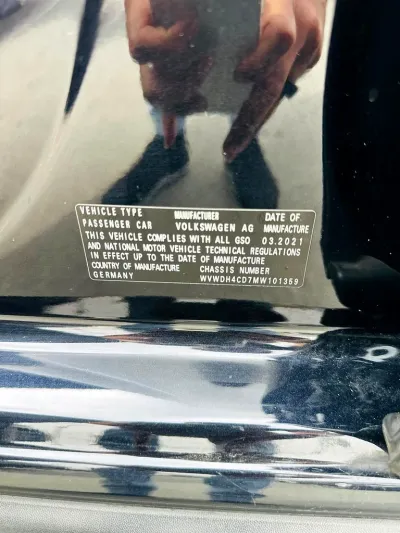 VEHICLE TYPE MANUFACTURER DATE OF
PASSENGER CAR VOLKSWAGEN AG MANUFACTURE
THIS VEHICLE COMPLIES WITH ALL GSO 03.2021
AND NATIONAL MOTOR VEHICLE TECHNICAL REGULATIONS
IN EFFECT UP TO THE DATE OF MANUFACTURE
COUNTRY OF MANUFACTURE CHASSIS NUMBER
GERMANY WVWDH4CD7MW101359